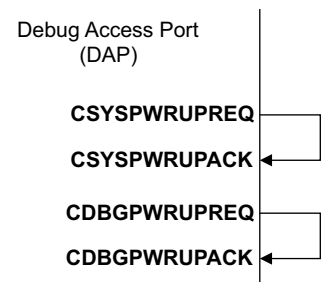 Debug Access Port
(DAP)
CSYSPWRUPREQ
CSYSPWRUPACK
CDBGPWRUPREQ
CDBGPWRUPACK